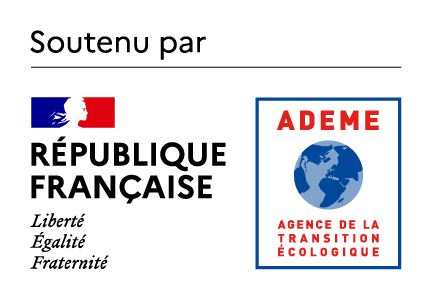 Soutenu par
RÉPUBLIQUE
FRANÇAISE
Liberté
Égalité
Fraternité
ADEME
AGENCE DE LA
TRANSITION
ÉCOLOGIQUE